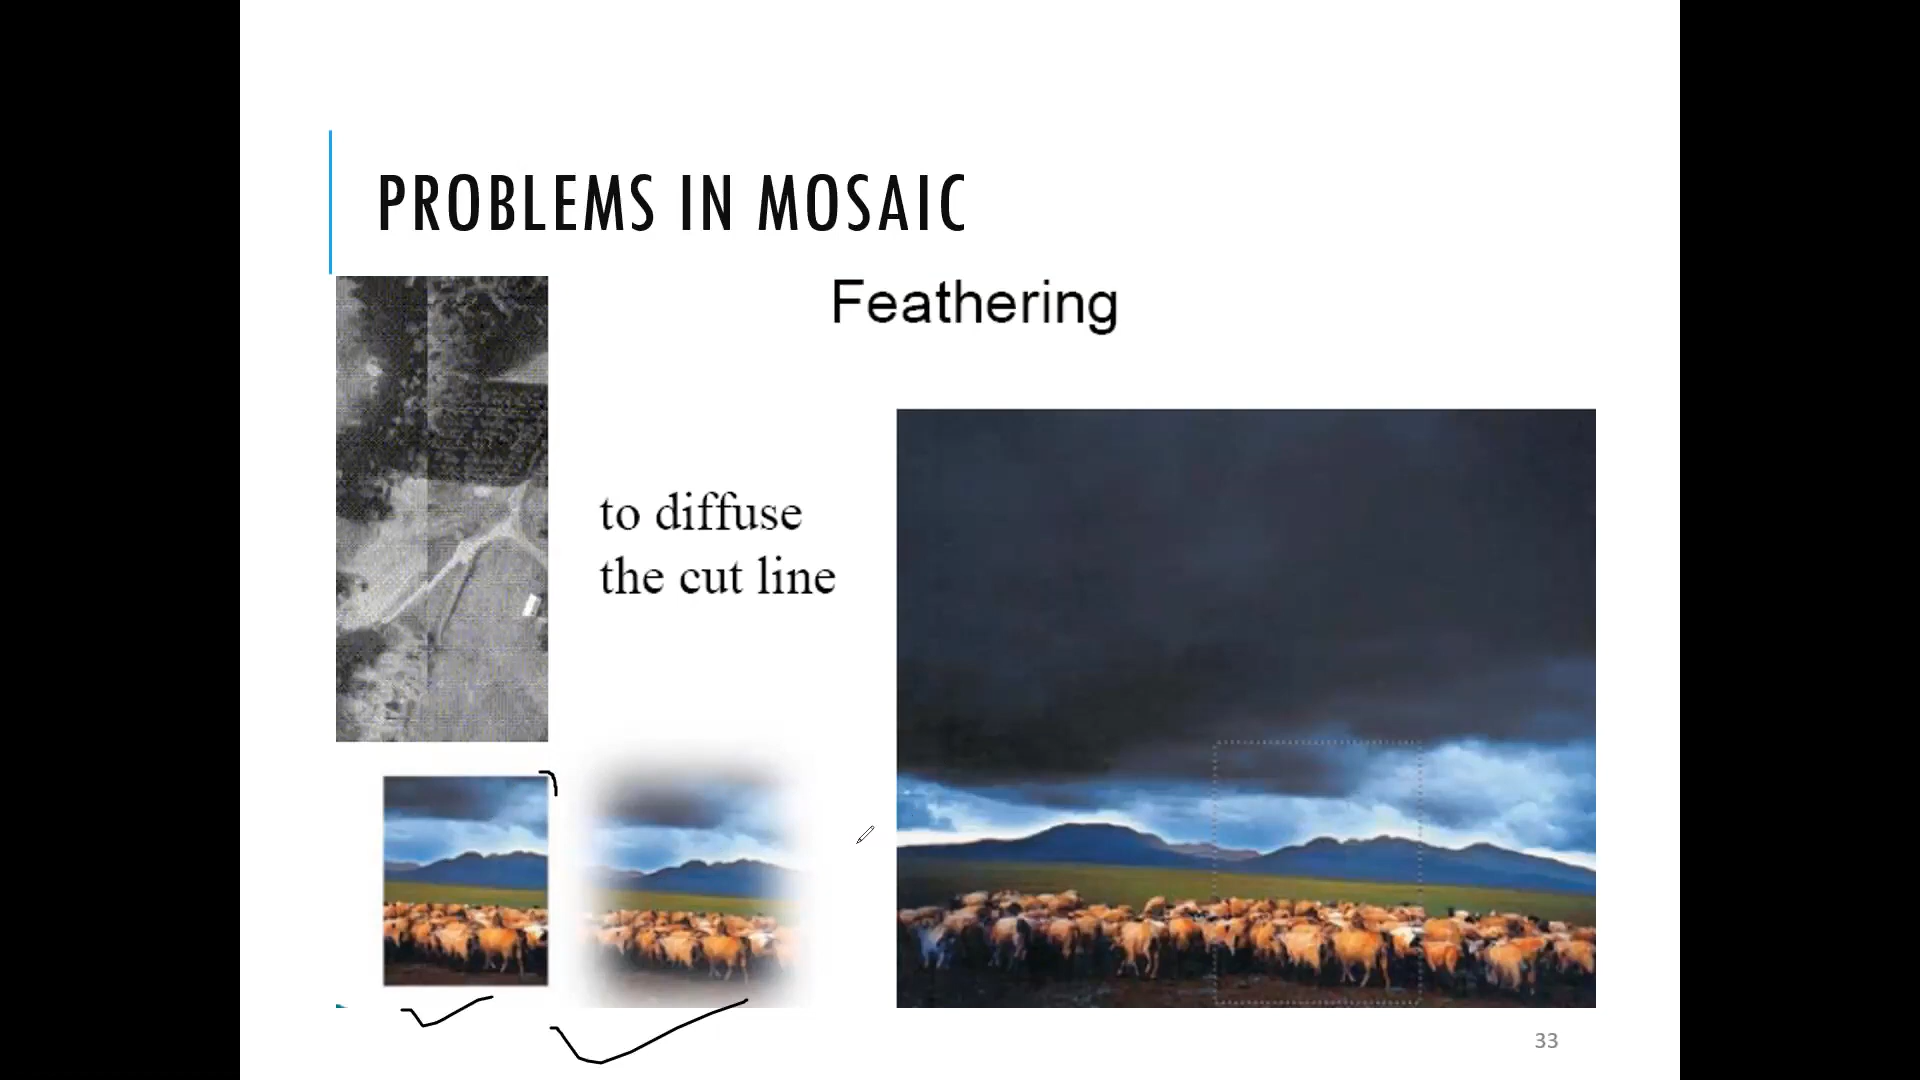 PROBLEMS IN MOSAIC
Feathering
to diffuse
the cut line
33